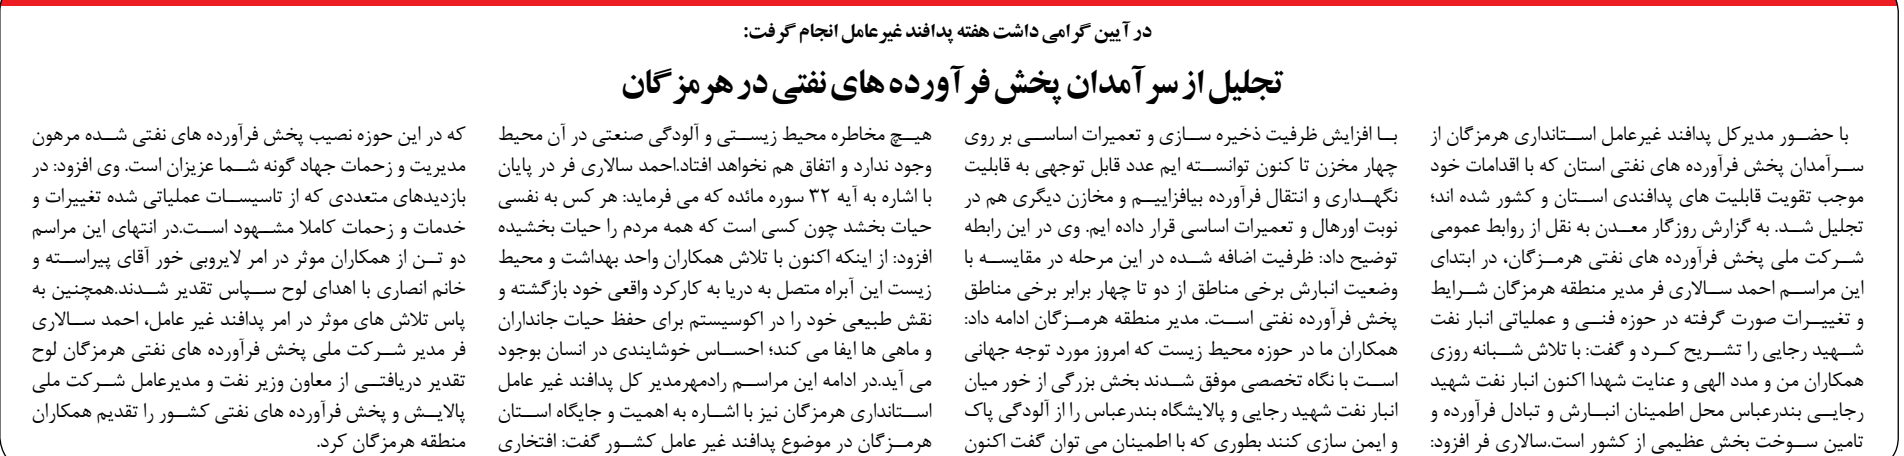 در آیین گرامی داشت هفته پدافند غیرعامل انجام گرفت:
تجلیل از سرآمدان پخش فرآورده های نفتی در هرمزگان
با حضور مدیرکل پدافند غیرعامل استانداری هرمزگان از
سرآمدان پخش فرآورده های نفتی استان که با اقدامات خود
موجب تقویت قابلیت های پدافندی استان و کشور شده اند؛
تجلیل شد. به گزارش روزگار معدن به نقل از روابط عمومی
شرکت ملی پخش فرآورده های نفتی هرمزگان، در ابتدای
این مراسم احمد سالاری فر مدیر منطقه هرمزگان شرایط
و تغییرات صورت گرفته در حوزه فنی و عملیاتی انبار نفت
شهید رجایی را تشریح کرد و گفت: با تلاش شبانه روزی
همکاران من و مدد الهی و عنایت شهدا اکنون انبار نفت شهید
رجایی بندرعباس محل اطمینان انبارش و تبادل فرآورده و
تامین سوخت بخش عظیمی از کشور است.سالاری فر افزود:
با افزایش ظرفیت ذخیره سازی و تعمیرات اساسی بر روی
چهار مخزن تا کنون توانسته ایم عدد قابل توجهی به قابلیت
نگهداری و انتقال فرآورده بیافزاییم و مخازن دیگری هم در
نوبت اورهال و تعمیرات اساسی قرار داده ایم. وی در این رابطه
توضیح داد: ظرفیت اضافه شده در این مرحله در مقایسه با
وضعیت انبارش برخی مناطق از دو تا چهار برابر برخی مناطق
پخش فرآورده نفتی است. مدیر منطقه هرمزگان ادامه داد:
همکاران ما در حوزه محیط زیست که امروز مورد توجه جهانی
است با نگاه تخصصی موفق شدند بخش بزرگی از خور میان
انبار نفت شهید رجایی و پالایشگاه بندرعباس را از آلودگی پاک
و ایمن سازی کنند بطوری که با اطمینان می توان گفت اکنون
هیچ مخاطره محیط زیستی و آلودگی صنعتی در آن محیط
وجود ندارد و اتفاق هم نخواهد افتاد.احمد سالاری فر در پایان
با اشاره به آیه ۳۲ سوره مائده که می فرماید: هر کس به نفسی
حیات بخشد چون کسی است که همه مردم را حیات بخشیده
افزود: از اینکه اکنون با تلاش همکاران واحد بهداشت و محیط
زیست این آبراه متصل به دریا به کارکرد واقعی خود بازگشته و
نقش طبیعی خود را در اکوسیستم برای حفظ حیات جانداران
و ماهی ها ایفا می کند؛ احساس خوشایندی در انسان بوجود
می آید.در ادامه این مراسم رادمهرمدیر کل پدافند غیر عامل
استانداری هرمزگان نیز با اشاره به اهمیت و جایگاه استان
هرمزگان در موضوع پدافند غیر عامل کشور گفت: افتخاری
که در این حوزه نصیب پخش فرآورده های نفتی شده مرهون
مدیریت و زحمات جهاد گونه شما عزیزان است. وی افزود: در
بازدیدهای متعددی که از تاسیسات عملیاتی شده تغییرات و
خدمات و زحمات کاملا مشهود است.در انتهای این مراسم
دو تن از همکاران موثر در امر لایروبی خور آقای پیراسته و
خانم انصاری با اهدای لوح سپاس تقدیر شدند.همچنین به
پاس تلاش های موثر در امر پدافند غیر عامل، احمد سالاری
فر مدیر شرکت ملی پخش فرآورده های نفتی هرمزگان لوح
تقدیر دریافتی از معاون وزیر نفت و مدیرعامل شرکت ملی
پالایش و پخش فرآورده های نفتی کشور را تقدیم همکاران
منطقه هرمزگان کرد.